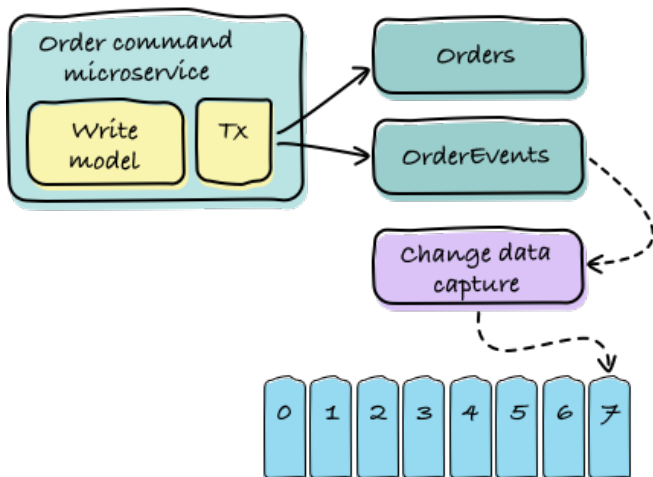 Order command
microservice
Write
model
Tx
Orders
OrderEvents
Change data
capture
0 1 2 3 4 5 6 7